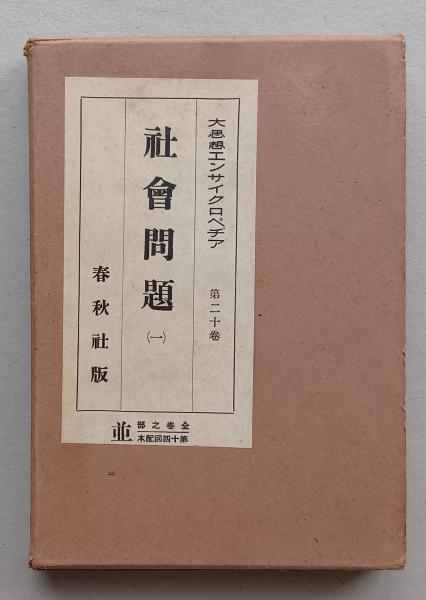 大思想エンサイクロペヂア
第二十卷
社會問題
(一)
春秋社版
全卷之部
第十四回配本
並